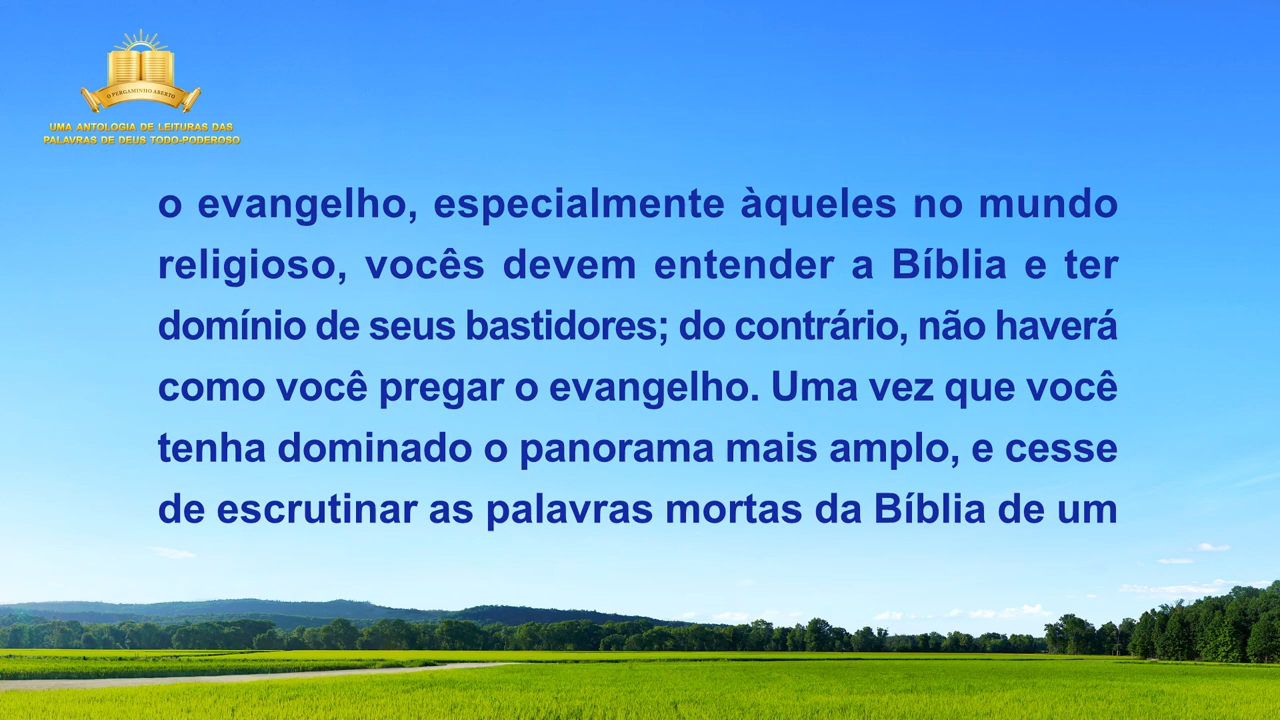 O PERGAMINHO ABERTO
UMA ANTOLOGIA DE LEITURAS DAS
PALAVRAS DE DEUS TODO-PODEROSO
o evangelho, especialmente àqueles no mundo
religioso, vocês devem entender a Bíblia e ter
domínio de seus bastidores; do contrário, não haverá
como você pregar o evangelho. Uma vez que você
tenha dominado o panorama mais amplo, e cesse
de escrutinar as palavras mortas da Bíblia de um